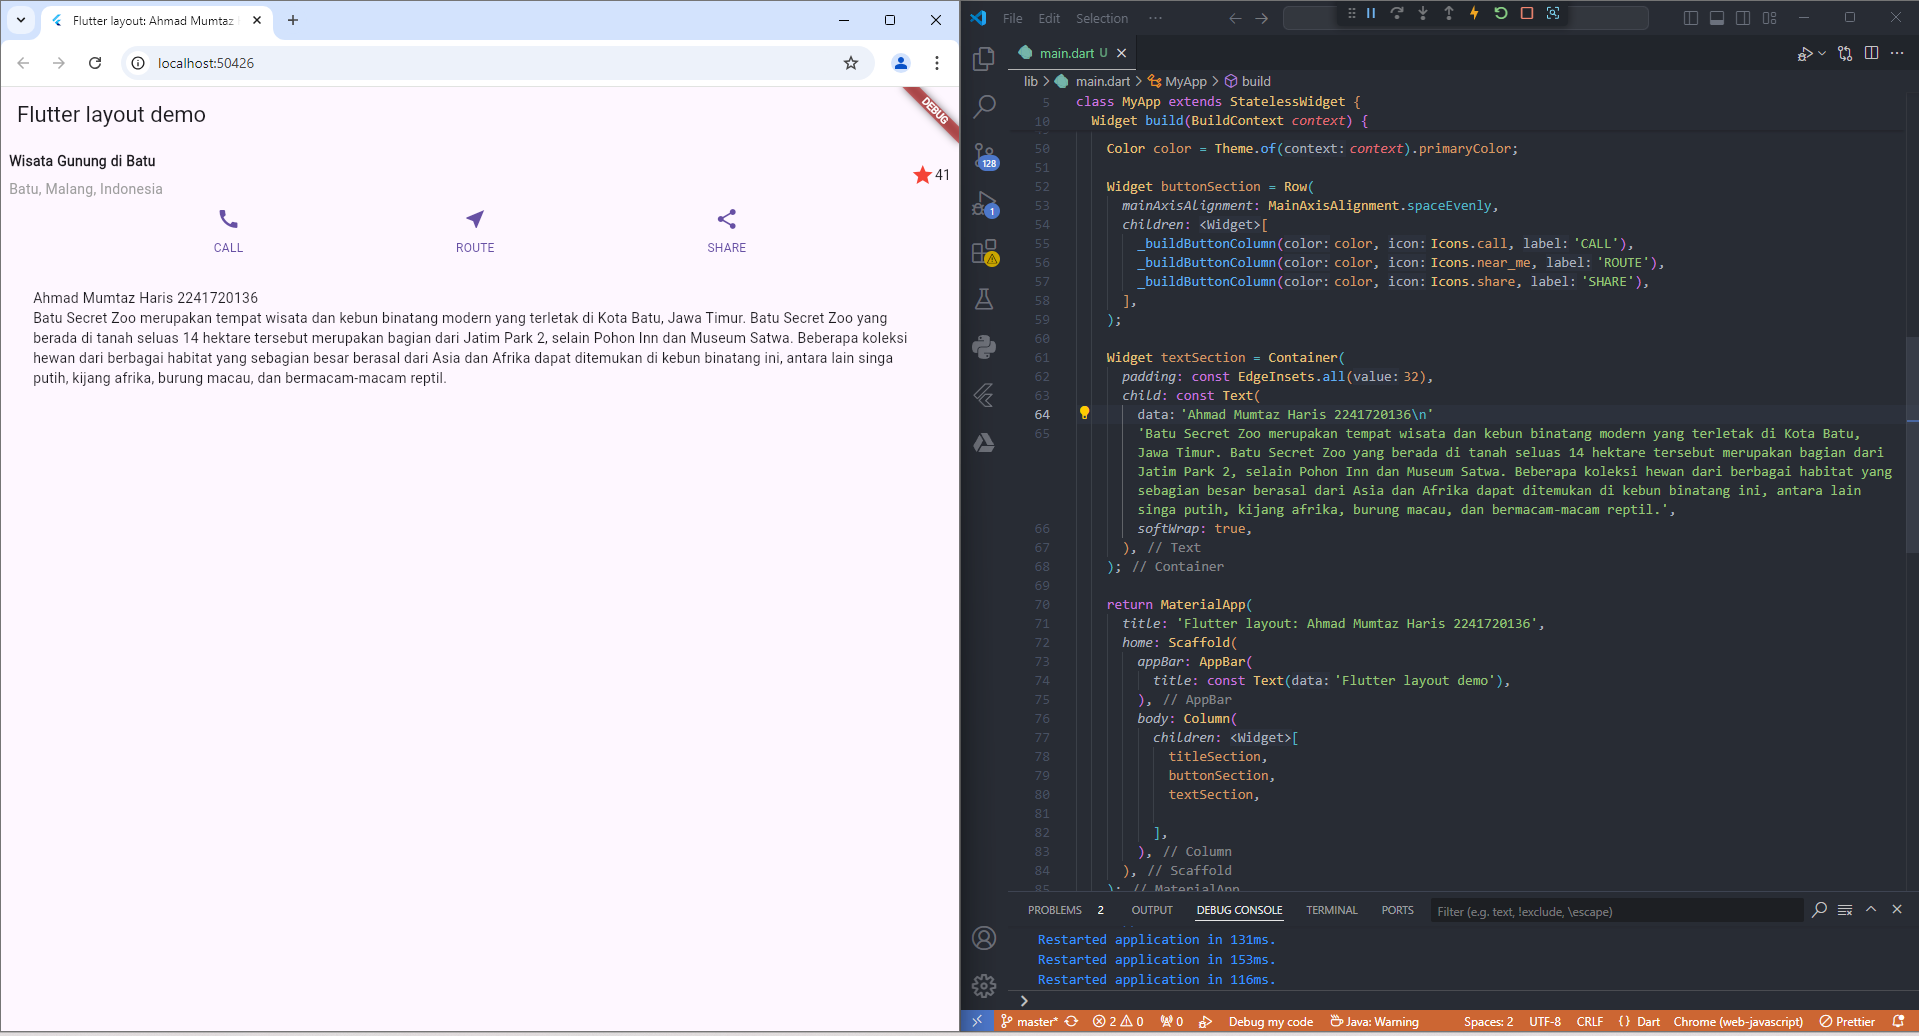 Flutter layout: Ahmad Mumtaz
localhost:50426
Flutter layout demo
DEBUG
Wisata Gunung di Batu
Batu, Malang, Indonesia
41
CALL
ROUTE
SHARE
Ahmad Mumtaz Haris 2241720136
Batu Secret Zoo merupakan tempat wisata dan kebun binatang modern yang terletak di Kota Batu, Jawa Timur. Batu Secret Zoo yang
berada di tanah seluas 14 hektare tersebut merupakan bagian dari Jatim Park 2, selain Pohon Inn dan Museum Satwa. Beberapa koleksi
hewan dari berbagai habitat yang sebagian besar berasal dari Asia dan Afrika dapat ditemukan di kebun binatang ini, antara lain singa
putih, kijang afrika, burung macau, dan bermacam-macam reptil.
File Edit Selection ···
main.dart U
lib > main.dart > MyApp > build
5 class MyApp extends StatelessWidget {
10 Widget build(BuildContext context) {
50 Color color = Theme.of(context: context).primaryColor;
51
52 Widget buttonSection = Row(
53 mainAxisAlignment: MainAxisAlignment.spaceEvenly,
54 children: <Widget>[
55 _buildButtonColumn(color: color, icon: Icons.call, label: 'CALL'),
56 _buildButtonColumn(color: color, icon: Icons.near_me, label: 'ROUTE'),
57 _buildButtonColumn(color: color, icon: Icons.share, label: 'SHARE'),
58 ],
59 );
60
61 Widget textSection = Container(
62 padding: const EdgeInsets.all(value: 32),
63 child: const Text(
64 data: 'Ahmad Mumtaz Haris 2241720136\n'
65 'Batu Secret Zoo merupakan tempat wisata dan kebun binatang modern yang terletak di Kota Batu,
Jawa Timur. Batu Secret Zoo yang berada di tanah seluas 14 hektare tersebut merupakan bagian dari
Jatim Park 2, selain Pohon Inn dan Museum Satwa. Beberapa koleksi hewan dari berbagai habitat yang
sebagian besar berasal dari Asia dan Afrika dapat ditemukan di kebun binatang ini, antara lain
singa putih, kijang afrika, burung macau, dan bermacam-macam reptil.',
66 softWrap: true,
67 ), // Text
68 ); // Container
69
70 return MaterialApp(
71 title: 'Flutter layout: Ahmad Mumtaz Haris 2241720136',
72 home: Scaffold(
73 appBar: AppBar(
74 title: const Text(data: 'Flutter layout demo'),
75 ), // AppBar
76 body: Column(
77 children: <Widget>[
78 titleSection,
79 buttonSection,
80 textSection,
81
82 ],
83 ), // Column
84 ), // Scaffold
85 ); // MaterialApp
128
1
PROBLEMS 2 OUTPUT DEBUG CONSOLE TERMINAL PORTS Filter (e.g. text, !exclude, \escape)
Restarted application in 131ms.
Restarted application in 153ms.
Restarted application in 116ms.
master* 2 0 0 Debug my code Java: Warning Spaces: 2 UTF-8 CRLF {} Dart Chrome (web-javascript) Prettier